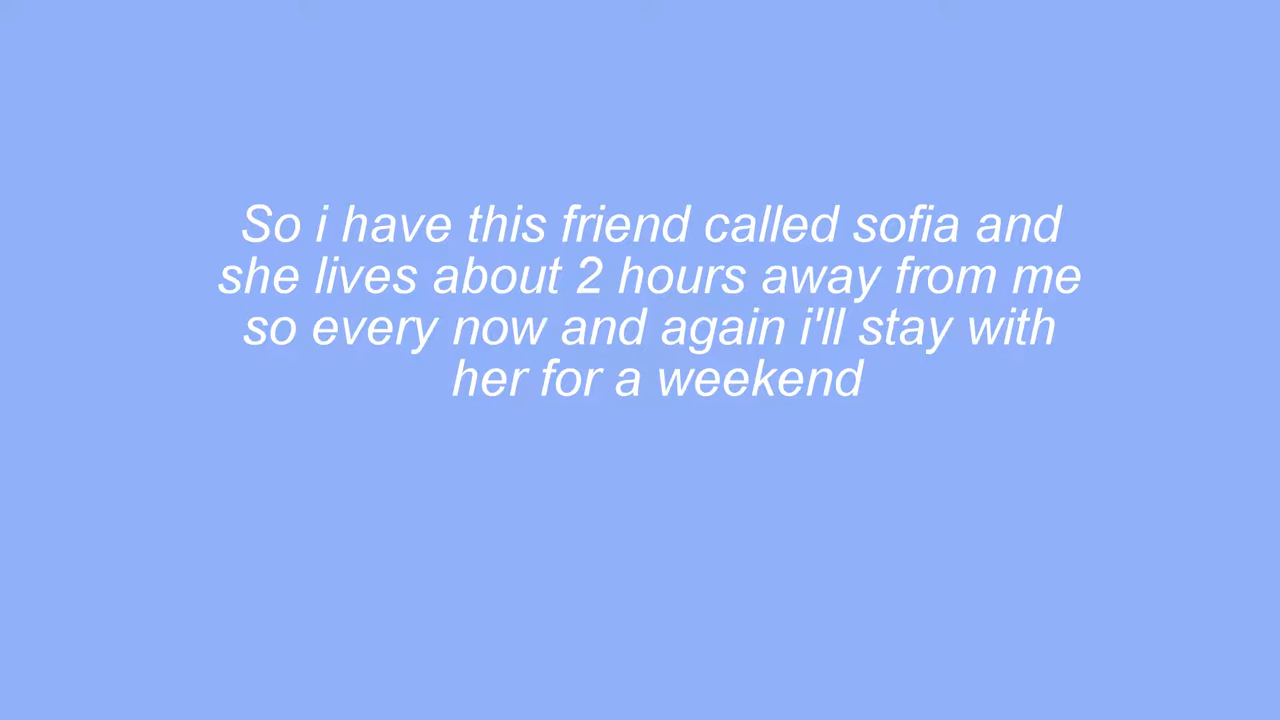 So i have this friend called sofia and
she lives about 2 hours away from me
so every now and again i'll stay with
her for a weekend